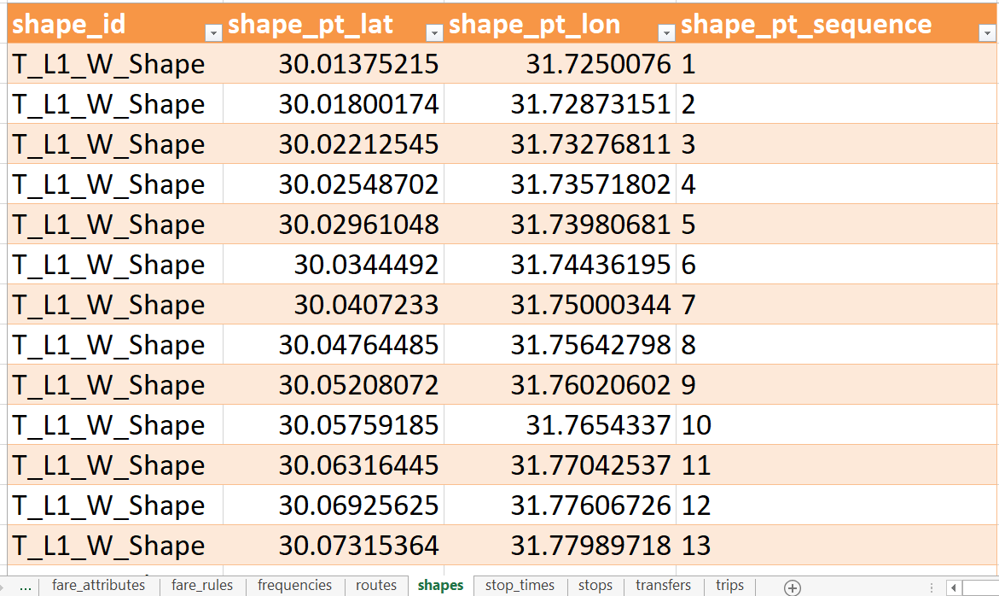 shape_id shape_pt_lat shape_pt_lon shape_pt_sequence
T_L1_W_Shape 30.01375215 31.7250076 1
T_L1_W_Shape 30.01800174 31.72873151 2
T_L1_W_Shape 30.02212545 31.73276811 3
T_L1_W_Shape 30.02548702 31.73571802 4
T_L1_W_Shape 30.02961048 31.73980681 5
T_L1_W_Shape 30.0344492 31.74436195 6
T_L1_W_Shape 30.0407233 31.75000344 7
T_L1_W_Shape 30.04764485 31.75642798 8
T_L1_W_Shape 30.05208072 31.76020602 9
T_L1_W_Shape 30.05759185 31.7654337 10
T_L1_W_Shape 30.06316445 31.77042537 11
T_L1_W_Shape 30.06925625 31.77606726 12
T_L1_W_Shape 30.07315364 31.77989718 13
... fare_attributes fare_rules frequencies routes shapes stop_times stops transfers trips